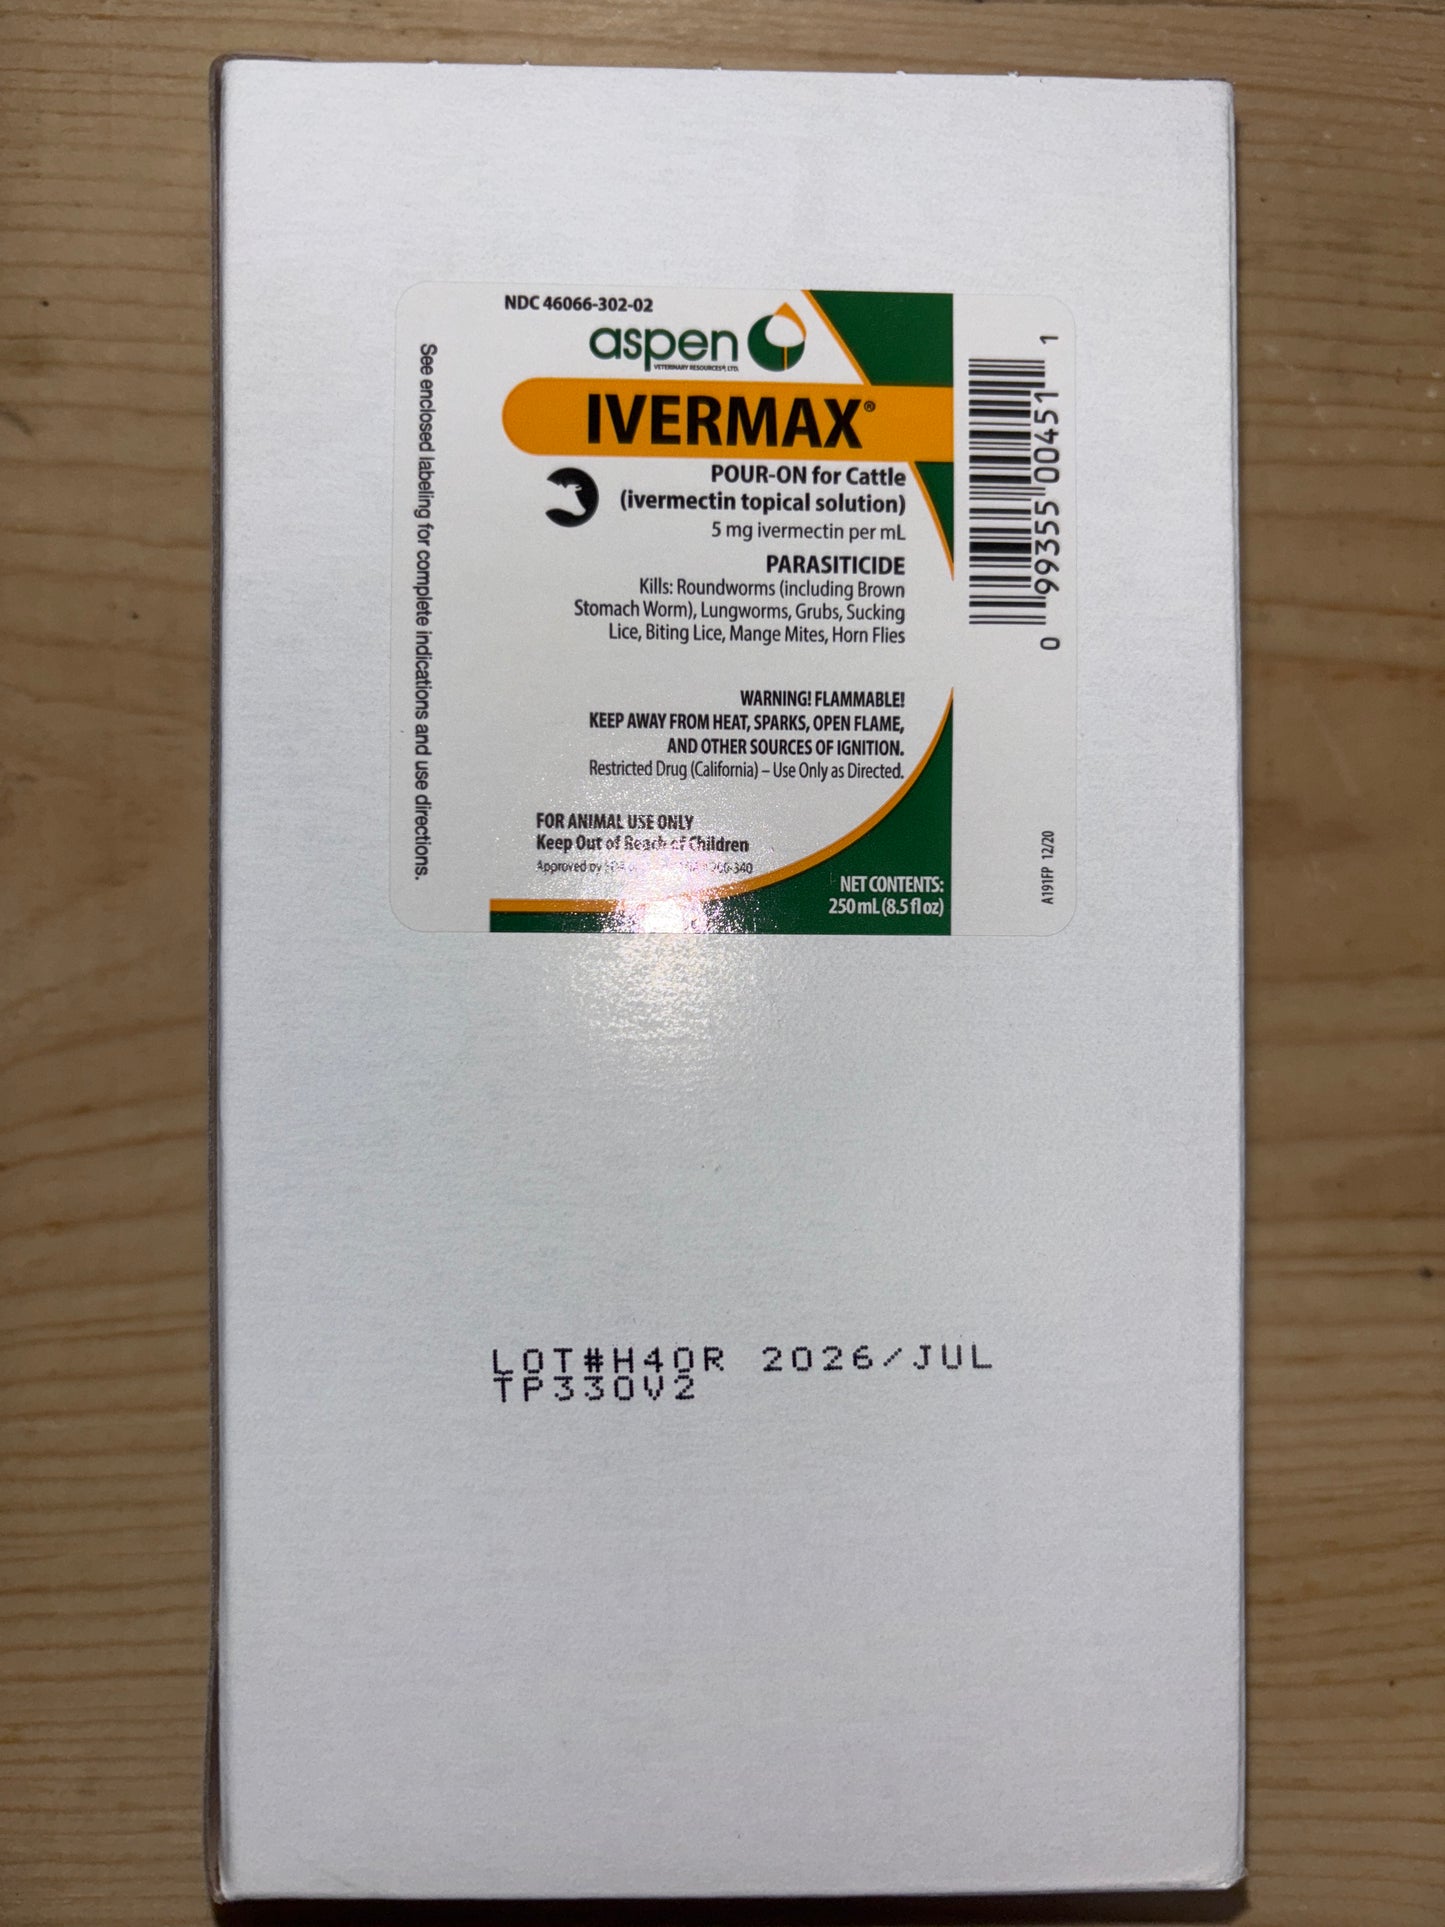 NDC 46066-302-02
aspen
VETERINARY RESOURCES®, LTD.
IVERMAX®
POUR-ON for Cattle
(ivermectin topical solution)
5 mg ivermectin per mL
PARASITICIDE
Kills: Roundworms (including Brown
Stomach Worm), Lungworms, Grubs, Sucking
Lice, Biting Lice, Mange Mites, Horn Flies
WARNING! FLAMMABLE!
KEEP AWAY FROM HEAT, SPARKS, OPEN FLAME,
AND OTHER SOURCES OF IGNITION.
Restricted Drug (California) – Use Only as Directed.
FOR ANIMAL USE ONLY
Keep Out of Reach of Children
Approved by
NET CONTENTS:
250 mL (8.5 fl oz)
See enclosed labeling for complete indications and use directions.
0 99355 00451 1
A191FP 12/20
LOT#H40R 2026/JUL
TP330V2